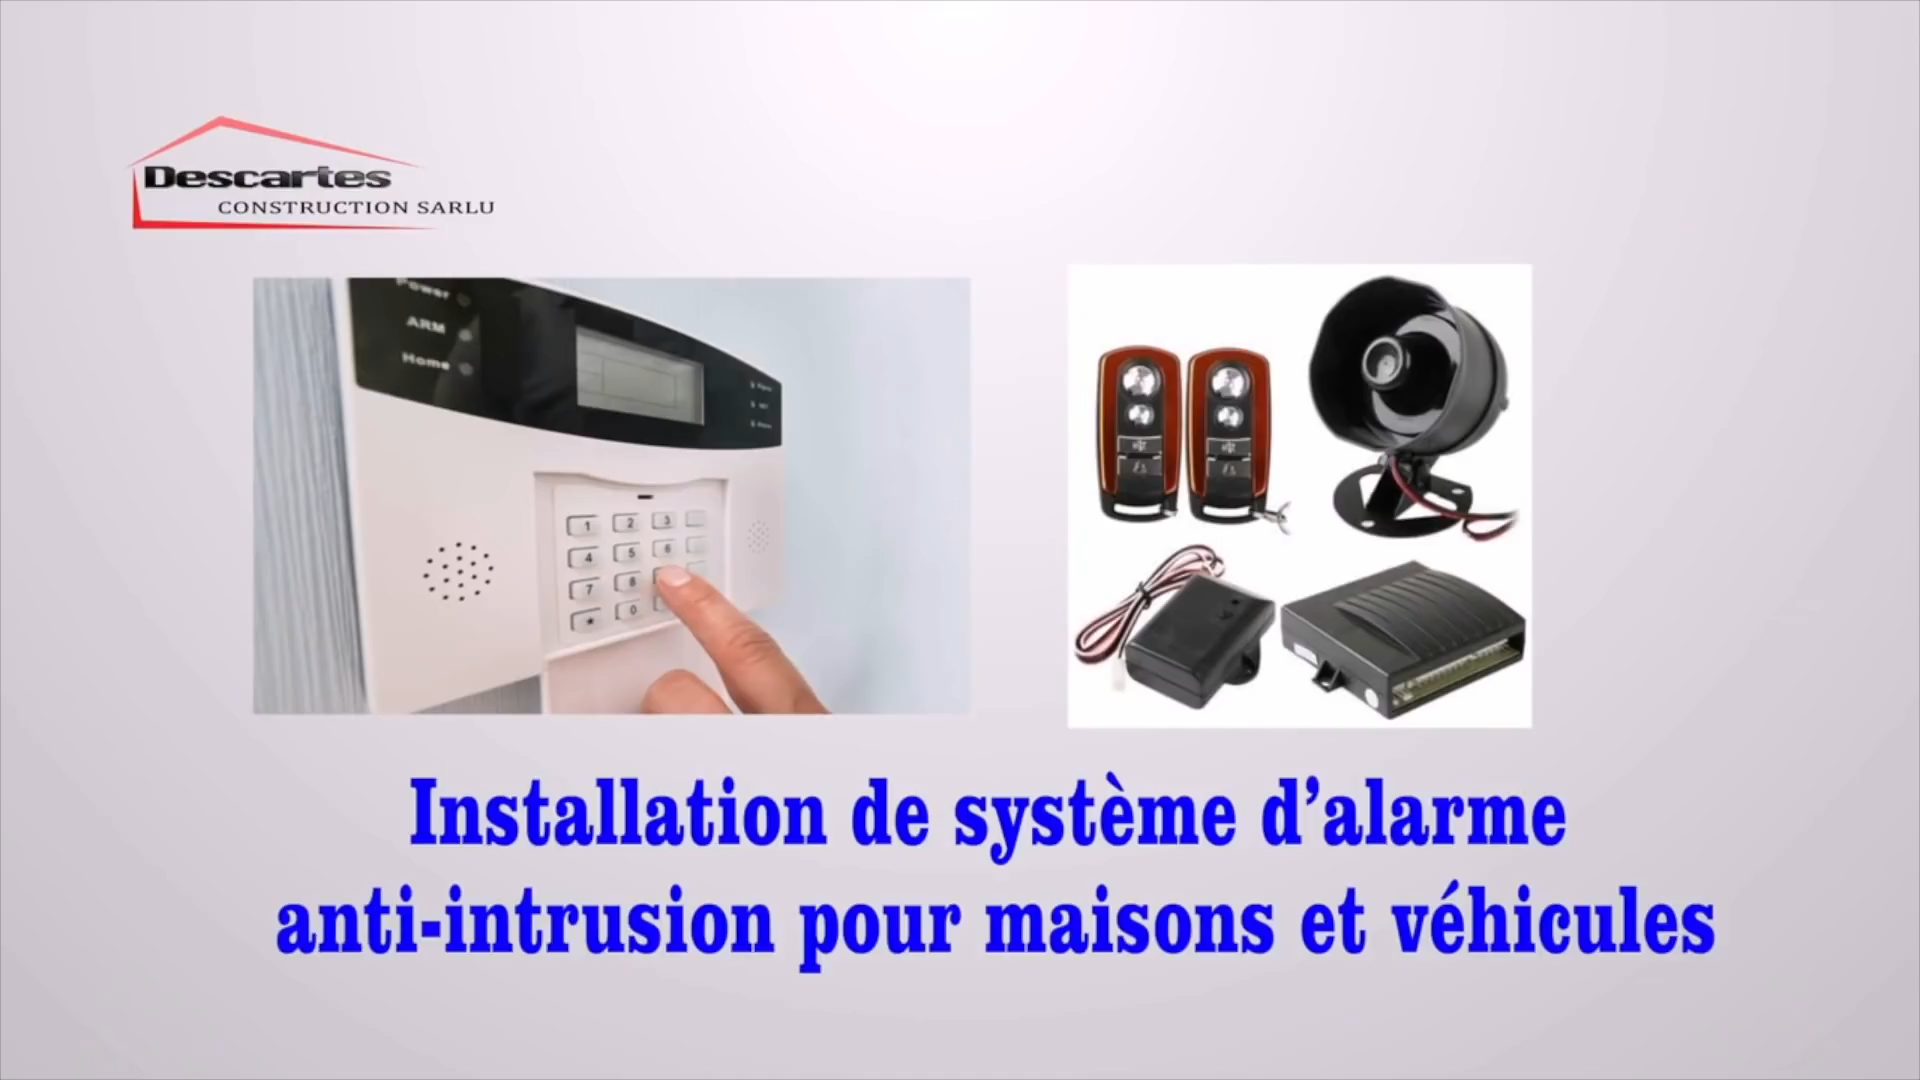 Descartes
CONSTRUCTION SARLU
Power
ARM
Home
1 2 3
4 5 6
7 8
* 0
Installation de système d’alarme
anti-intrusion pour maisons et véhicules